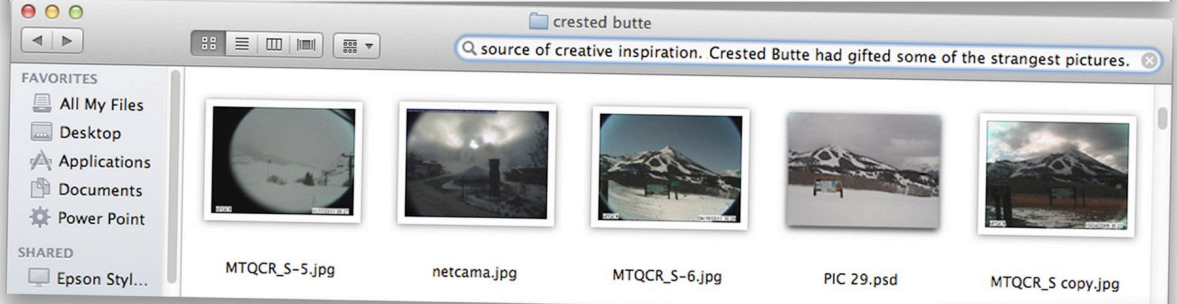 crested butte
source of creative inspiration. Crested Butte had gifted some of the strangest pictures.
FAVORITES
All My Files
Desktop
Applications
Documents
Power Point
SHARED
Epson Styl...
MTQCR_S-5.jpg
netcama.jpg
MTQCR_S-6.jpg
PIC 29.psd
MTQCR_S copy.jpg